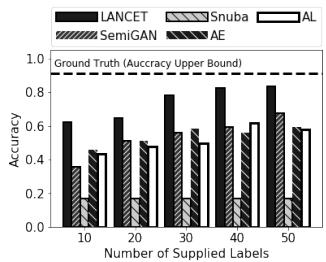 LANCET Snuba AL
SemiGAN AE
Ground Truth (Auccracy Upper Bound)
1.0
0.8
0.6
0.4
0.2
0.0
Accuracy
10 20 30 40 50
Number of Supplied Labels